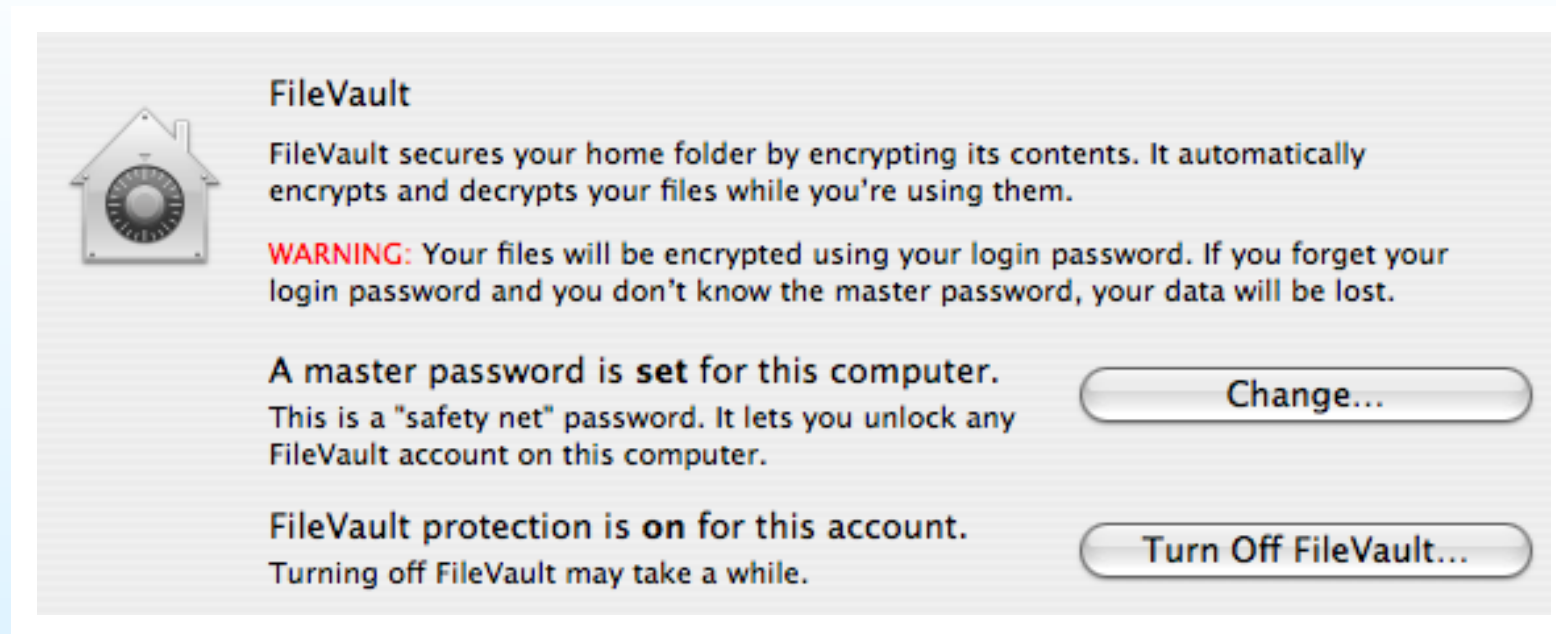 FileVault
FileVault secures your home folder by encrypting its contents. It automatically
encrypts and decrypts your files while you’re using them.
WARNING: Your files will be encrypted using your login password. If you forget your
login password and you don’t know the master password, your data will be lost.
A master password is set for this computer.
Change...
This is a "safety net" password. It lets you unlock any
FileVault account on this computer.
FileVault protection is on for this account.
Turn Off FileVault...
Turning off FileVault may take a while.